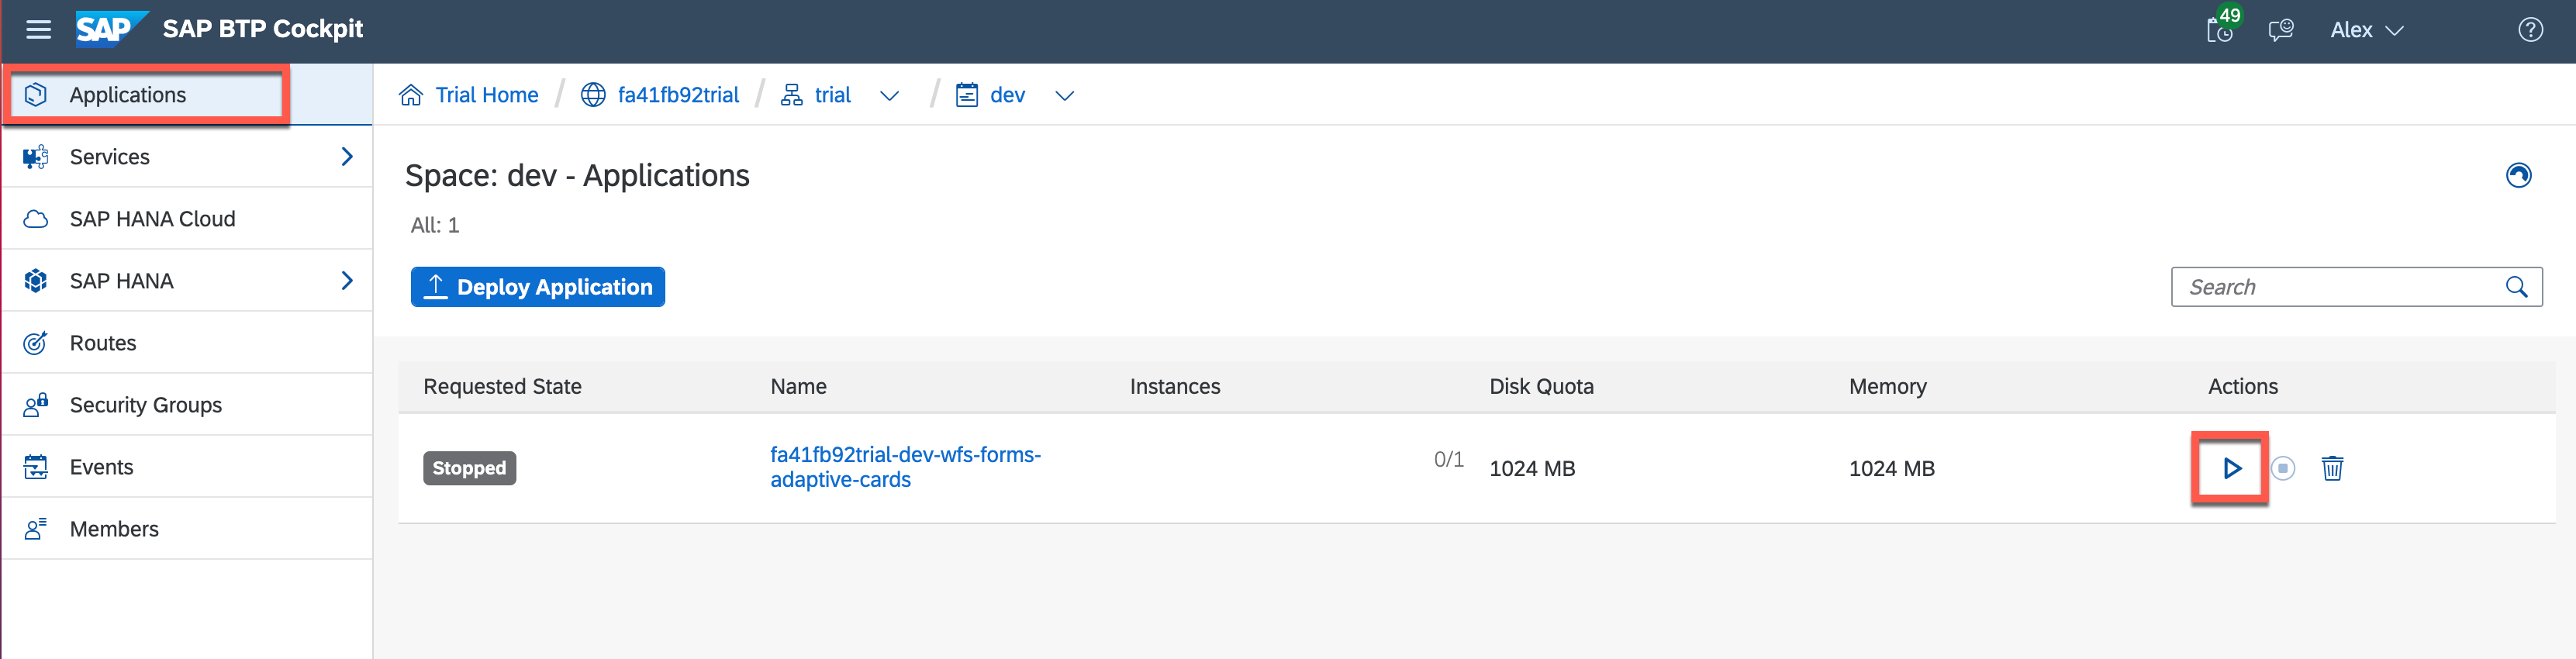 SAP SAP BTP Cockpit 49 Alex
Applications
Trial Home / fa41fb92trial / trial / dev
Services
SAP HANA Cloud
SAP HANA
Routes
Security Groups
Events
Members
Space: dev - Applications
All: 1
Deploy Application
Search
Requested State Name Instances Disk Quota Memory Actions
Stopped fa41fb92trial-dev-wfs-forms- 0/1 1024 MB 1024 MB
adaptive-cards